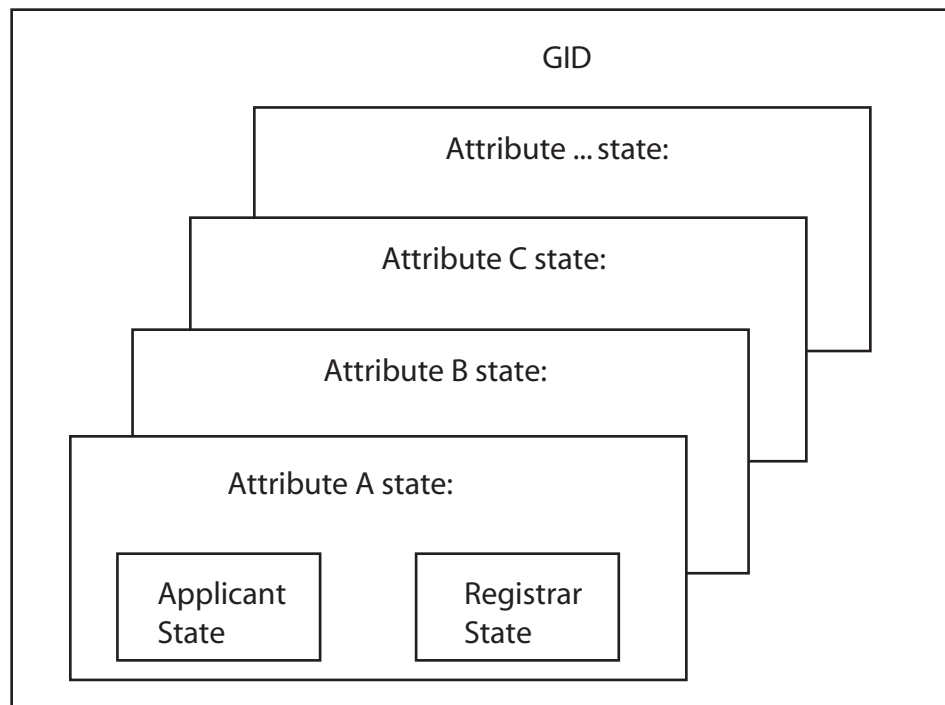 GID
Attribute ... state:
Attribute C state:
Attribute B state:
Attribute A state:
Applicant
State
Registrar
State